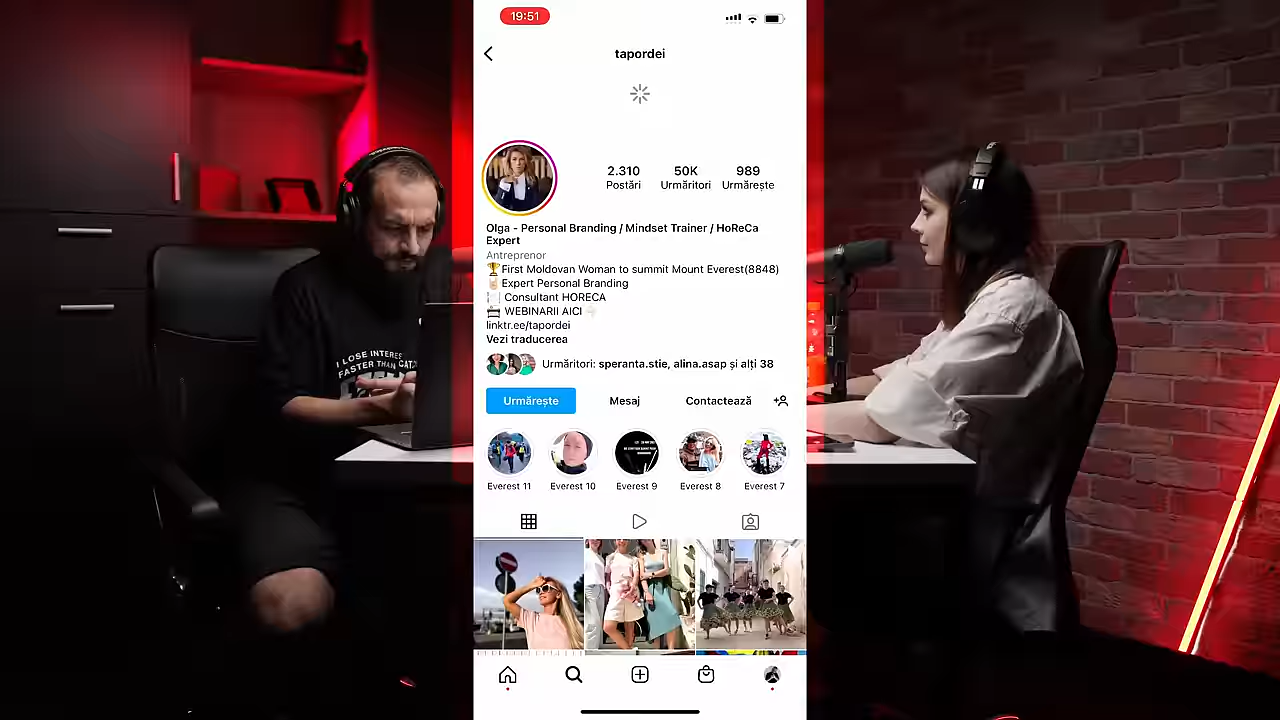 19:51
tapordei
2.310
50K
989
Postări
Urmăritori
Urmărește
Olga - Personal Branding / Mindset Trainer / HoReCa
Expert
Antreprenor
🏆First Moldovan Woman to summit Mount Everest(8848)
Expert Personal Branding
🍽️ Consultant HORECA
WEBINARII AICI
linktr.ee/tapordei
Vezi traducerea
Urmăritori: speranta.stie, alina.asap și alți 38
Urmărește
Mesaj
Contactează
Everest 11
Everest 10
Everest 9
Everest 8
Everest 7
I LOSE INTERE
FASTER THAN CAT